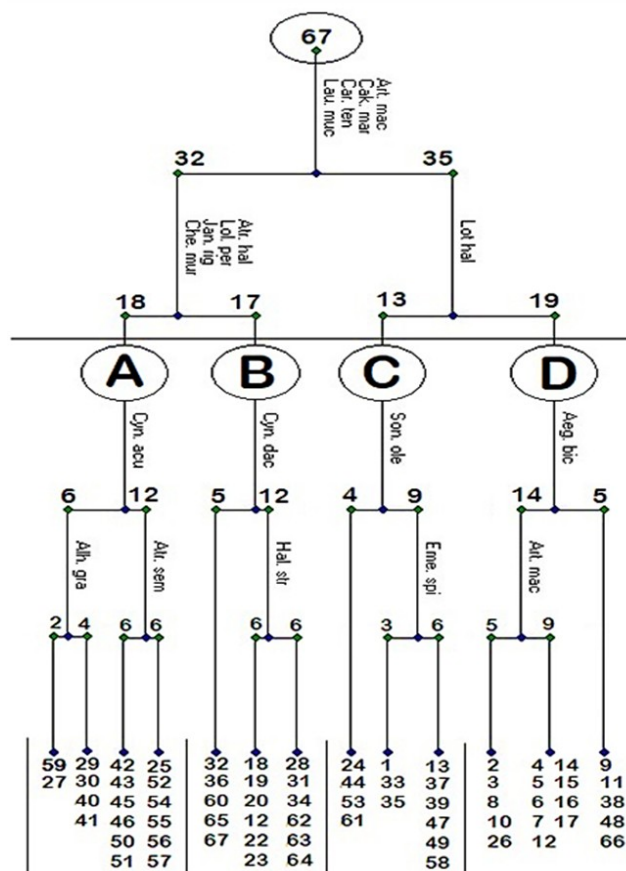 67
Art. mac
Cak. mar
Car. ten
Lau. muc
32 35
Atr. hal
Lol. per
Jan. rig
Che. mur
Lot hal
18 17 13 19
A B C D
Cyn. acu
Cyn. dac
Son. ole
Aeg. bic
6 12 5 12 4 9 14 5
Alh. gra
Atr. sem
Hal. str
Eme. spi
Art. mac
2 4 6 6 6 6 3 6 5 9
59 29 42 25 32 18 28 24 1 13 2 4 14 9
27 30 43 52 36 19 31 44 33 37 3 5 15 11
40 45 54 60 20 34 53 35 39 8 6 16 38
41 46 55 65 12 62 61 47 10 7 17 48
50 56 67 22 63 49 26 12 66
51 57 23 64 58